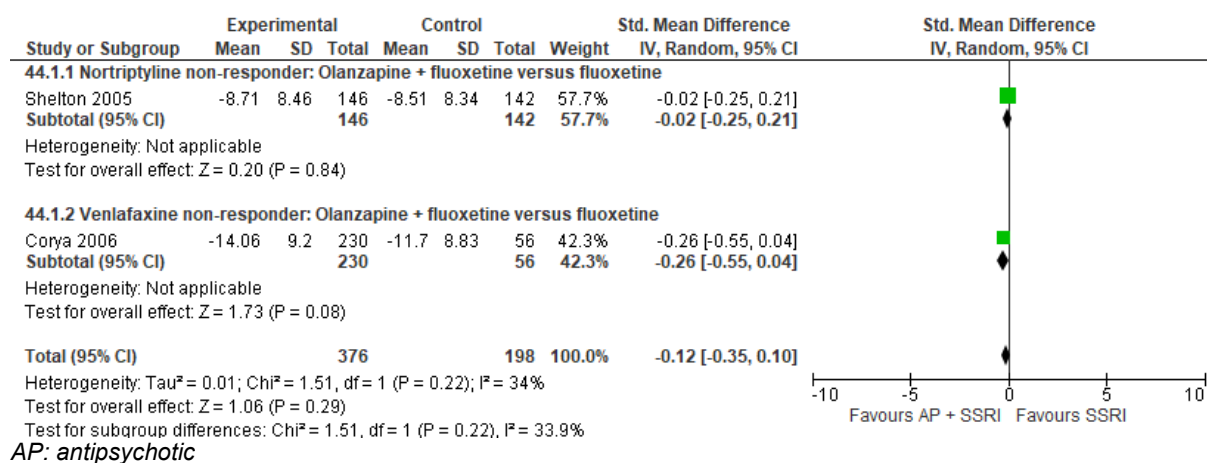 Experimental Control Std. Mean Difference Std. Mean Difference
Study or Subgroup Mean SD Total Mean SD Total Weight IV, Random, 95% CI IV, Random, 95% CI
44.1.1 Nortriptyline non-responder: Olanzapine + fluoxetine versus fluoxetine
Shelton 2005 -8.71 8.46 146 -8.51 8.34 142 57.7% -0.02 [-0.25, 0.21]
Subtotal (95% CI) 146 142 57.7% -0.02 [-0.25, 0.21]
Heterogeneity: Not applicable
Test for overall effect: Z = 0.20 (P = 0.84)
44.1.2 Venlafaxine non-responder: Olanzapine + fluoxetine versus fluoxetine
Corya 2006 -14.06 9.2 230 -11.7 8.83 56 42.3% -0.26 [-0.55, 0.04]
Subtotal (95% CI) 230 56 42.3% -0.26 [-0.55, 0.04]
Heterogeneity: Not applicable
Test for overall effect: Z = 1.73 (P = 0.08)
Total (95% CI) 376 198 100.0% -0.12 [-0.35, 0.10]
Heterogeneity: Tau² = 0.01; Chi² = 1.51, df = 1 (P = 0.22); I² = 34%
Test for overall effect: Z = 1.06 (P = 0.29)
Test for subgroup differences: Chi² = 1.51, df = 1 (P = 0.22), I² = 33.9%
-10 -5 0 5 10
Favours AP + SSRI Favours SSRI
AP: antipsychotic